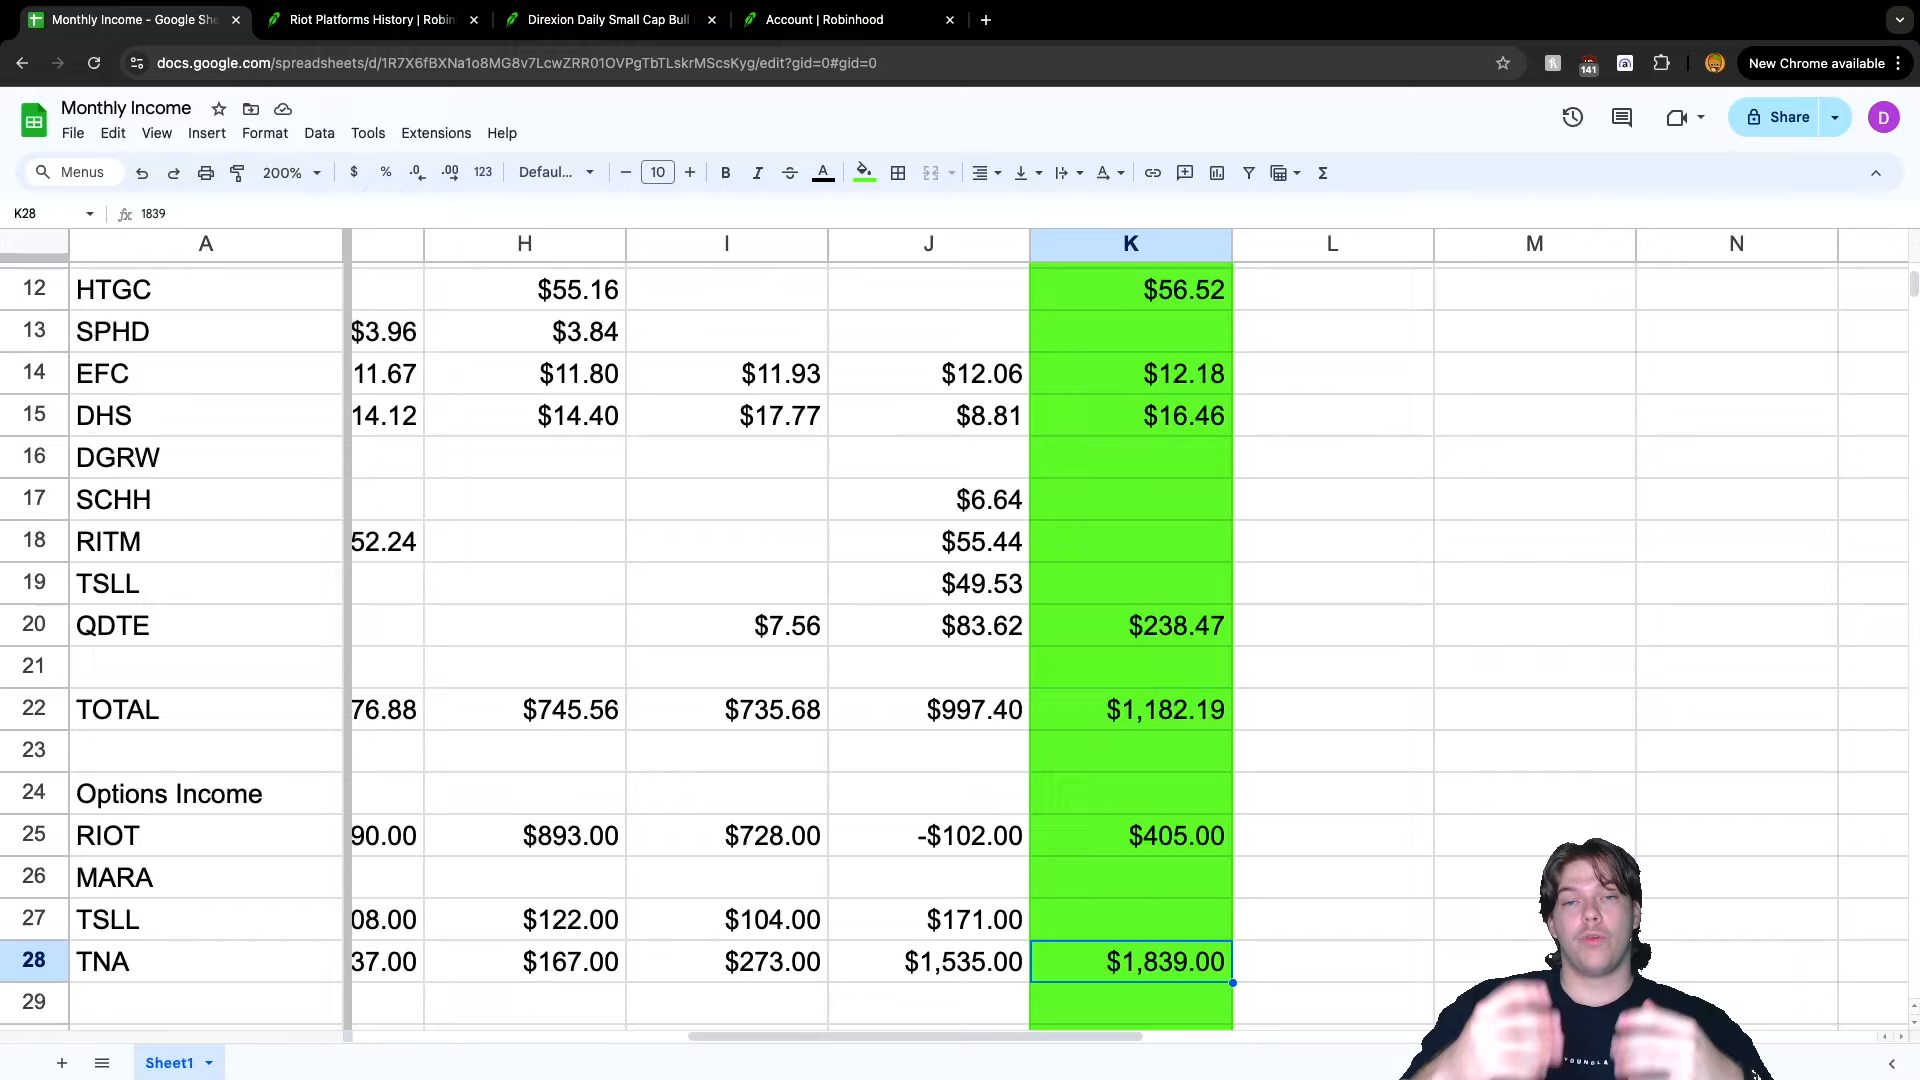 Monthly Income - Google She
Riot Platforms History | Robin
Direxion Daily Small Cap Bull
Account | Robinhood
docs.google.com/spreadsheets/d/1R7X6fBXNa1o8MG8v7LcwZRR01OVPgTbTLskrMScsKyg/edit?gid=0#gid=0
141
New Chrome available
Monthly Income
File Edit View Insert Format Data Tools Extensions Help
Share
D
Menus 200% $ % .0 .00 123 Defaul... 10 B I A
K28 fx 1839
A H I J K L M N
12 HTGC $55.16 $56.52
13 SPHD $3.96 $3.84
14 EFC 11.67 $11.80 $11.93 $12.06 $12.18
15 DHS 14.12 $14.40 $17.77 $8.81 $16.46
16 DGRW
17 SCHH $6.64
18 RITM 52.24 $55.44
19 TSLL $49.53
20 QDTE $7.56 $83.62 $238.47
21
22 TOTAL 76.88 $745.56 $735.68 $997.40 $1,182.19
23
24 Options Income
25 RIOT 90.00 $893.00 $728.00 -$102.00 $405.00
26 MARA
27 TSLL 08.00 $122.00 $104.00 $171.00
28 TNA 37.00 $167.00 $273.00 $1,535.00 $1,839.00
29
Sheet1